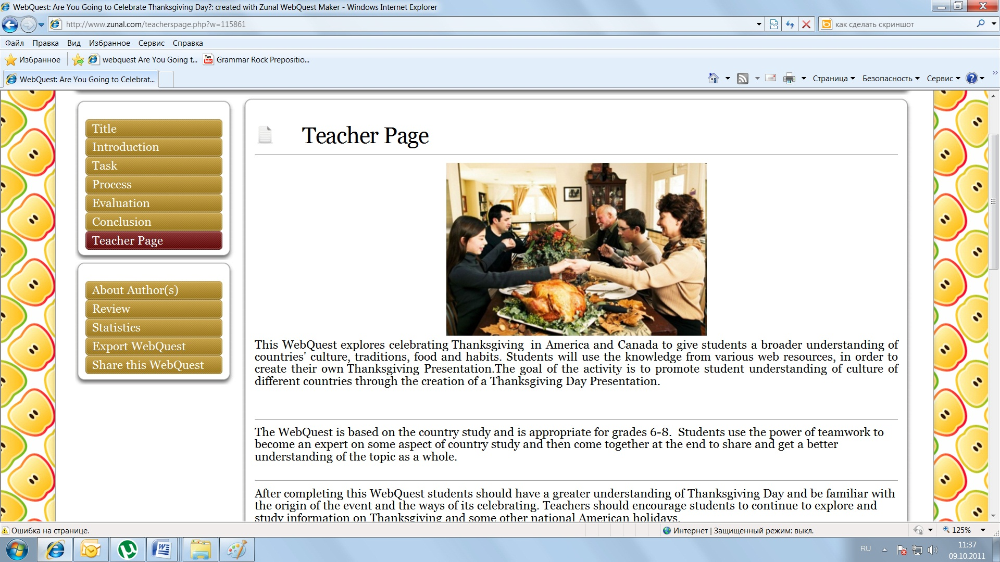 WebQuest: Are You Going to Celebrate Thanksgiving Day?: created with Zunal WebQuest Maker - Windows Internet Explorer
http://www.zunal.com/teacherspage.php?w=115861
как сделать скриншот
Файл Правка Вид Избранное Сервис Справка
Избранное webquest Are You Going t... You Tube Grammar Rock Prepositio...
WebQuest: Are You Going to Celebrat... Страница Безопасность Сервис
Title
Introduction
Task
Process
Evaluation
Conclusion
Teacher Page
About Author(s)
Review
Statistics
Export WebQuest
Share this WebQuest
Teacher Page
This WebQuest explores celebrating Thanksgiving in America and Canada to give students a broader understanding of
countries' culture, traditions, food and habits. Students will use the knowledge from various web resources, in order to
create their own Thanksgiving Presentation.The goal of the activity is to promote student understanding of culture of
different countries through the creation of a Thanksgiving Day Presentation.
The WebQuest is based on the country study and is appropriate for grades 6-8. Students use the power of teamwork to
become an expert on some aspect of country study and then come together at the end to share and get a better
understanding of the topic as a whole.
After completing this WebQuest students should have a greater understanding of Thanksgiving Day and be familiar with
the origin of the event and the ways of its celebrating. Teachers should encourage students to continue to explore and
study information on Thanksgiving and some other national American holidays.
Ошибка на странице. Интернет | Защищенный режим: выкл. 125%
RU 11:37
09.10.2011